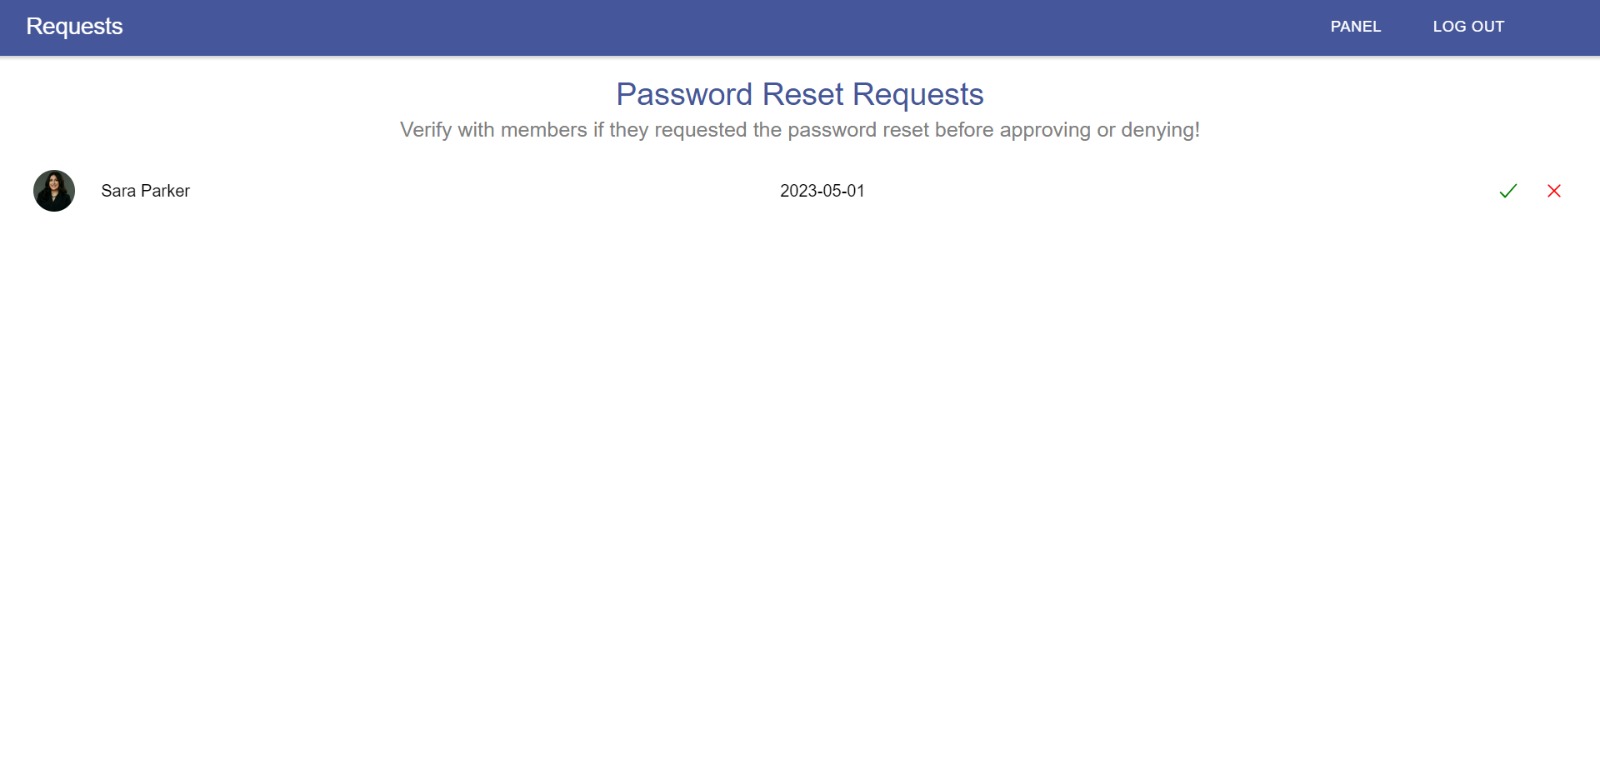 Requests
PANEL
LOG OUT
Password Reset Requests
Verify with members if they requested the password reset before approving or denying!
Sara Parker
2023-05-01